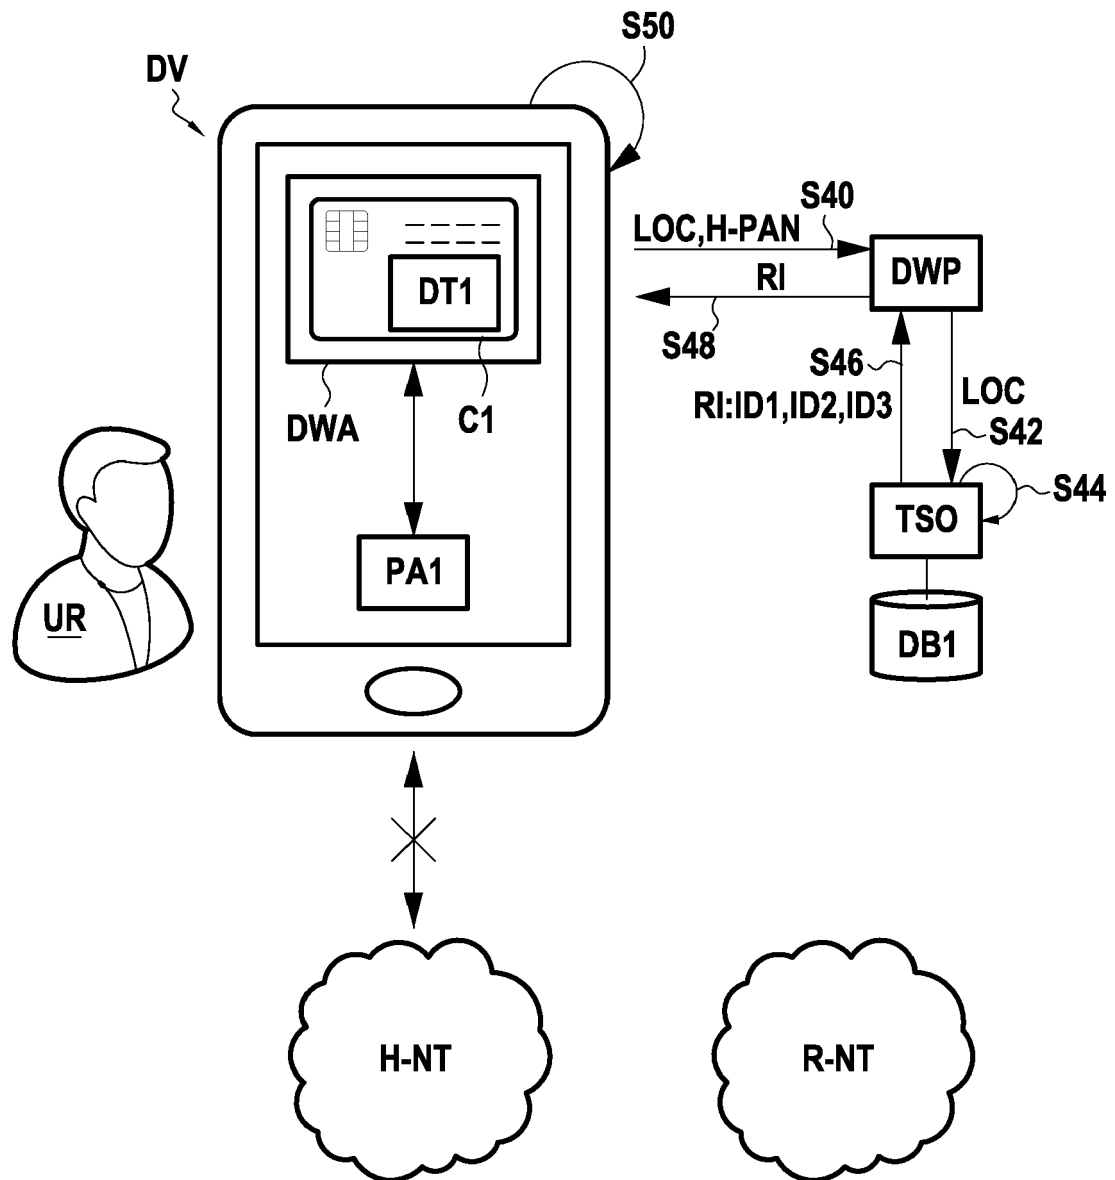 S50
DV
S40
LOC,H-PAN
DWP
DT1
RI
S48
S46
LOC
RI:ID1,ID2,ID3
S42
DWA
C1
S44
TSO
PA1
UR
DB1
H-NT
R-NT